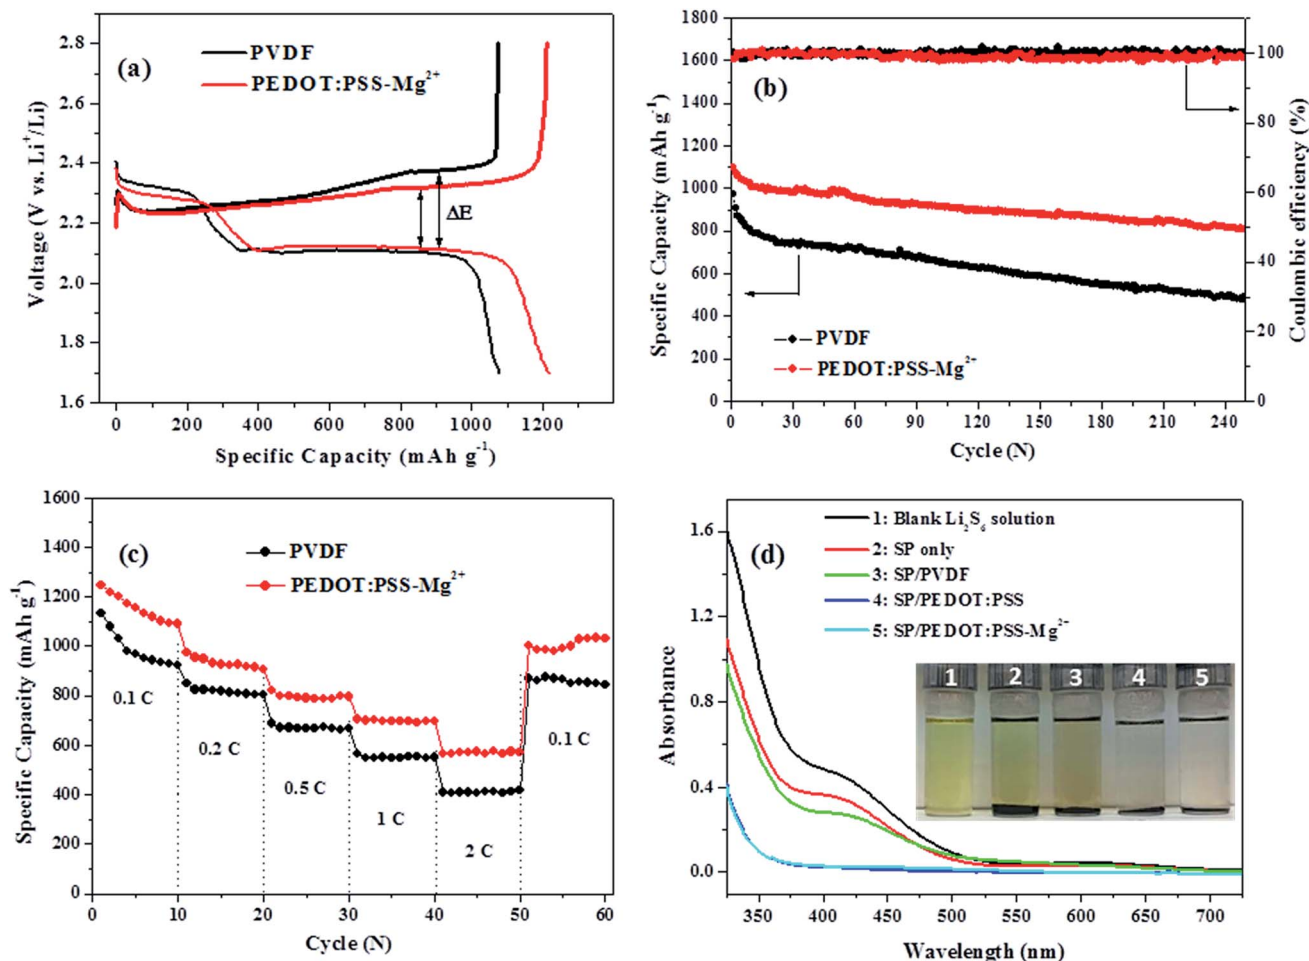 (a)
PVDF
PEDOT:PSS-Mg²⁺
ΔE
2.8
2.6
2.4
2.2
2.0
1.8
1.6
Voltage (V vs. Li⁺/Li)
0 200 400 600 800 1000 1200
Specific Capacity (mAh g⁻¹)
(b)
1800
1600
1400
1200
1100
1000
800
600
400
200
0
Specific Capacity (mAh g⁻¹)
100
80
60
40
20
0
Coulombic efficiency (%)
PVDF
PEDOT:PSS-Mg²⁺
0 30 60 90 120 150 180 210 240
Cycle (N)
(c)
PVDF
PEDOT:PSS-Mg²⁺
1600
1400
1200
1000
800
600
400
200
0
Specific Capacity (mAh g⁻¹)
0.1 C
0.2 C
0.5 C
1 C
2 C
0.1 C
0 10 20 30 40 50 60
Cycle (N)
(d)
1: Blank Li₂S₆ solution
2: SP only
3: SP/PVDF
4: SP/PEDOT:PSS
5: SP/PEDOT:PSS-Mg²⁺
1 2 3 4 5
1.6
1.2
0.8
0.4
0.0
Absorbance
350 400 450 500 550 600 650 700
Wavelength (nm)